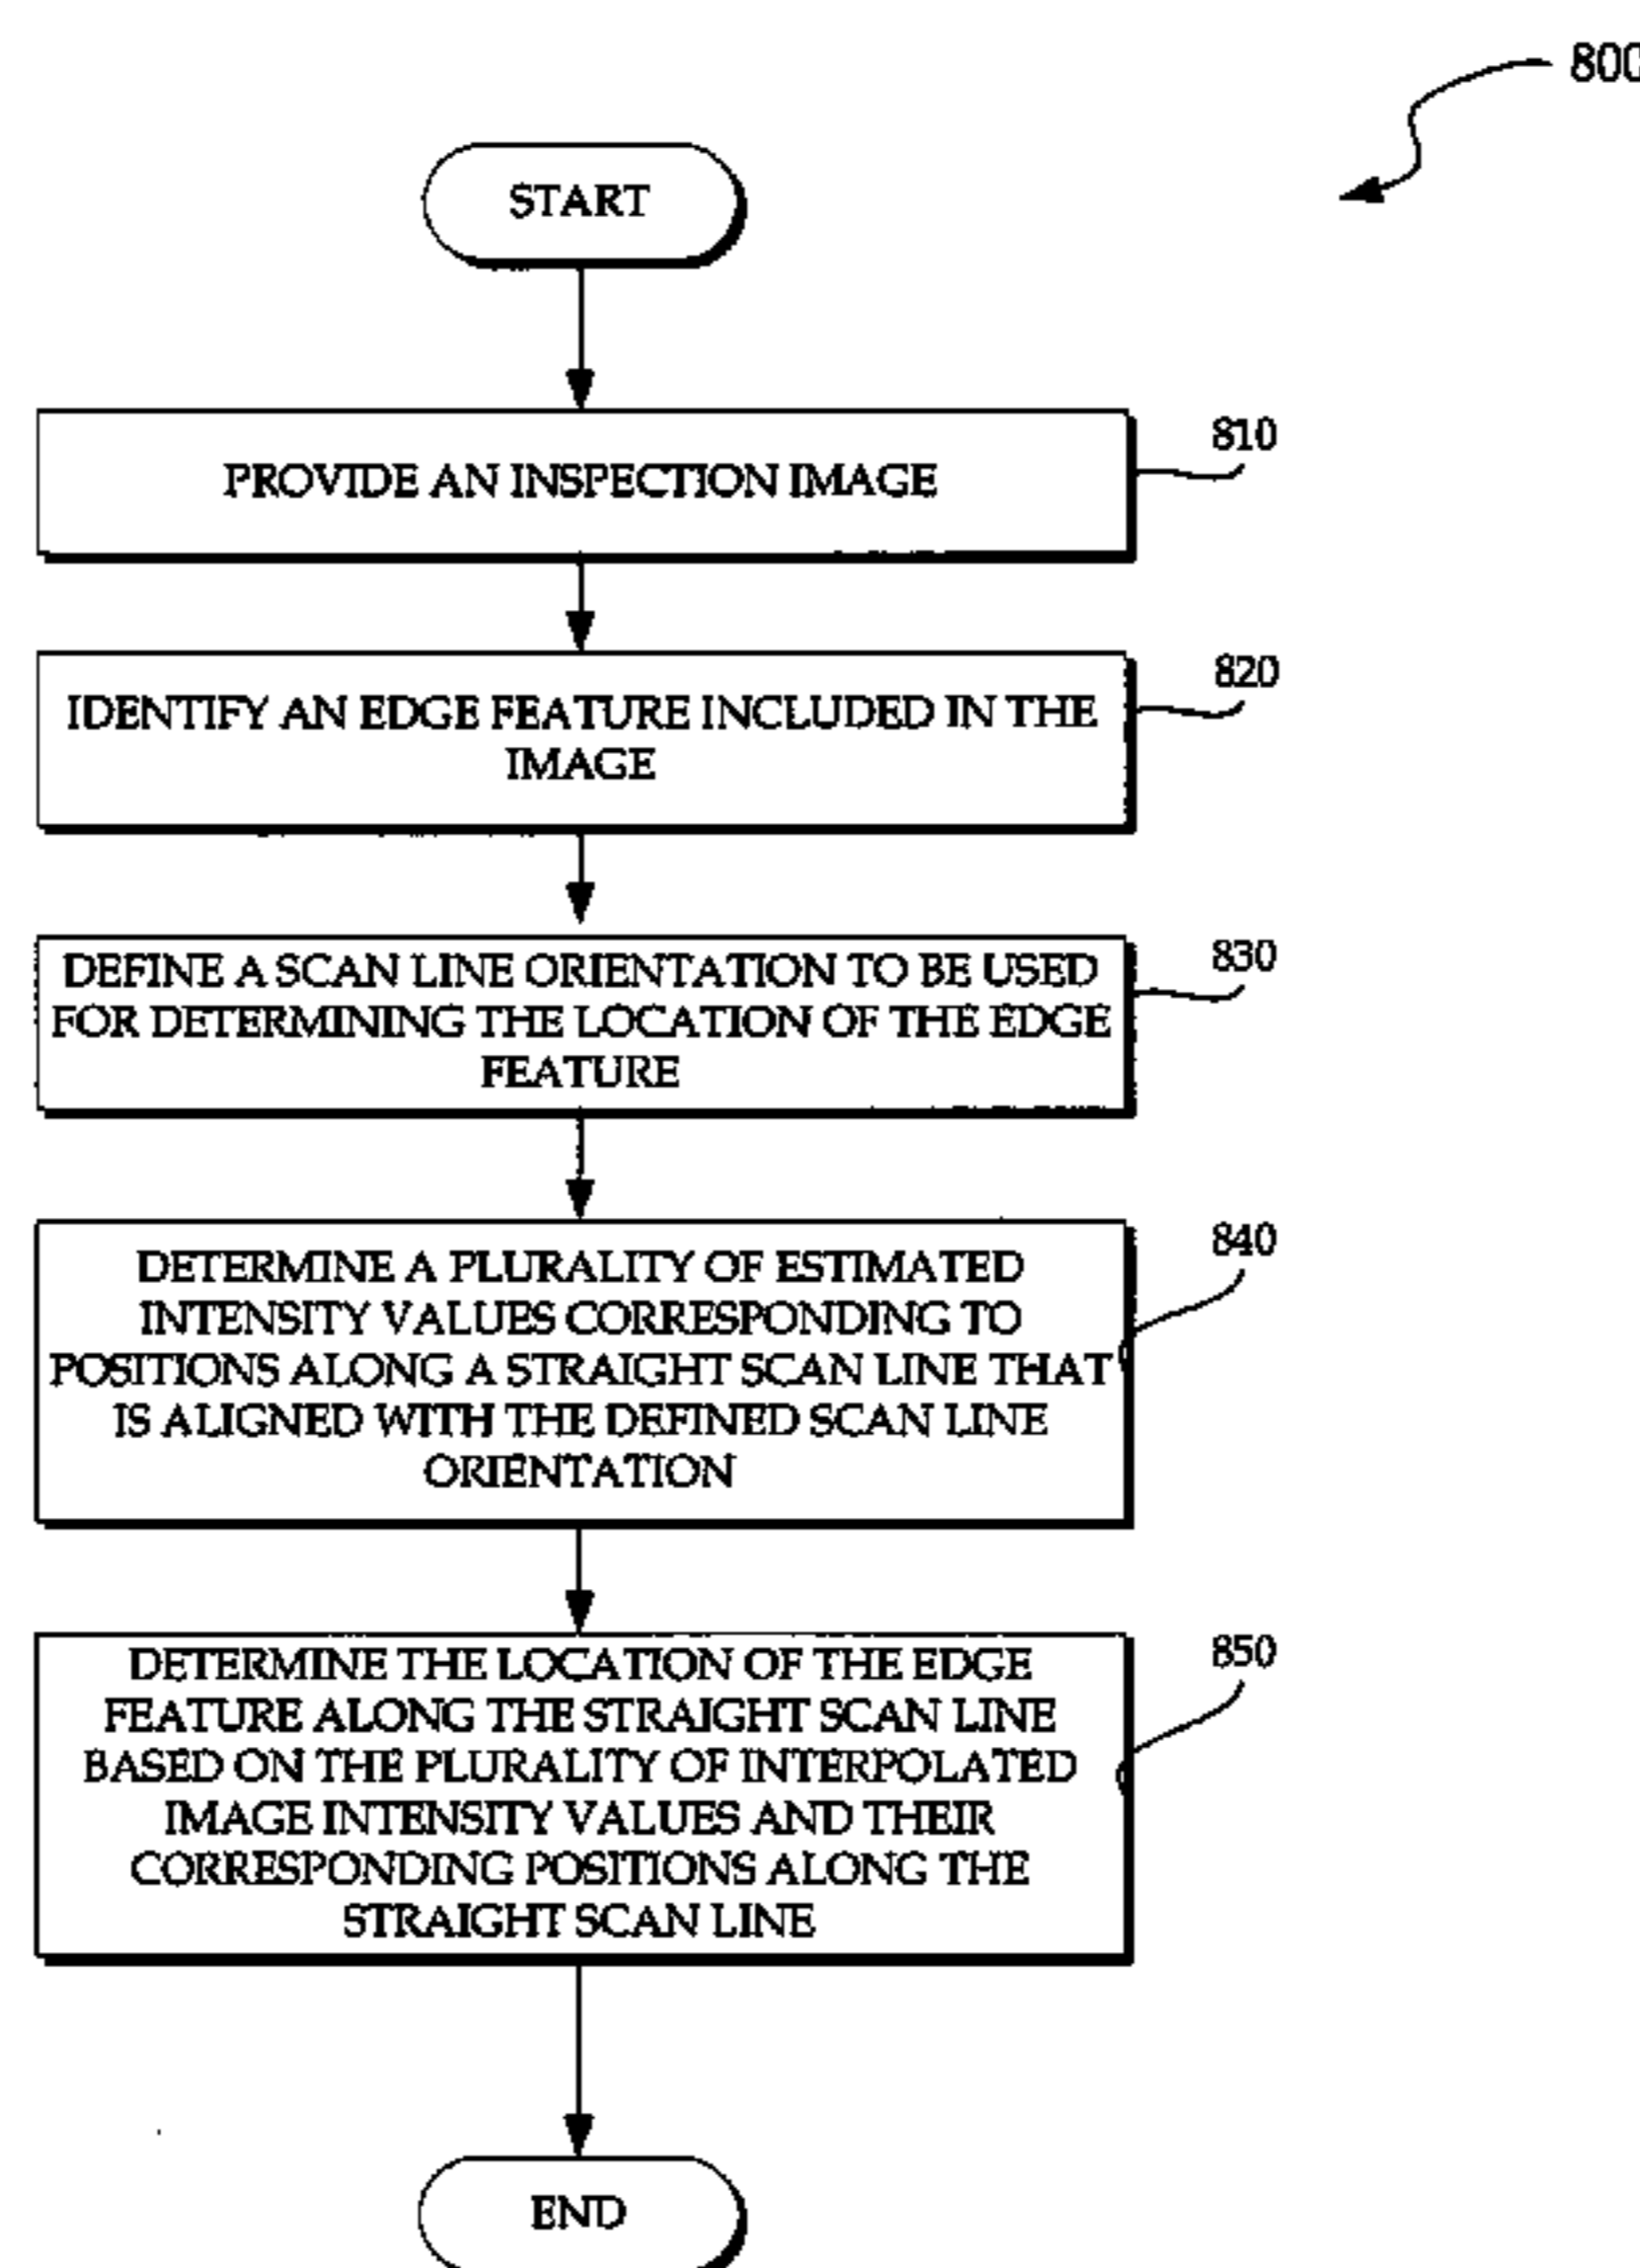 800
START
PROVIDE AN INSPECTION IMAGE
810
IDENTIFY AN EDGE FEATURE INCLUDED IN THE
IMAGE
820
DEFINE A SCAN LINE ORIENTATION TO BE USED
FOR DETERMINING THE LOCATION OF THE EDGE
FEATURE
830
DETERMINE A PLURALITY OF ESTIMATED
INTENSITY VALUES CORRESPONDING TO
POSITIONS ALONG A STRAIGHT SCAN LINE THAT
IS ALIGNED WITH THE DEFINED SCAN LINE
ORIENTATION
840
DETERMINE THE LOCATION OF THE EDGE
FEATURE ALONG THE STRAIGHT SCAN LINE
BASED ON THE PLURALITY OF INTERPOLATED
IMAGE INTENSITY VALUES AND THEIR
CORRESPONDING POSITIONS ALONG THE
STRAIGHT SCAN LINE
850
END